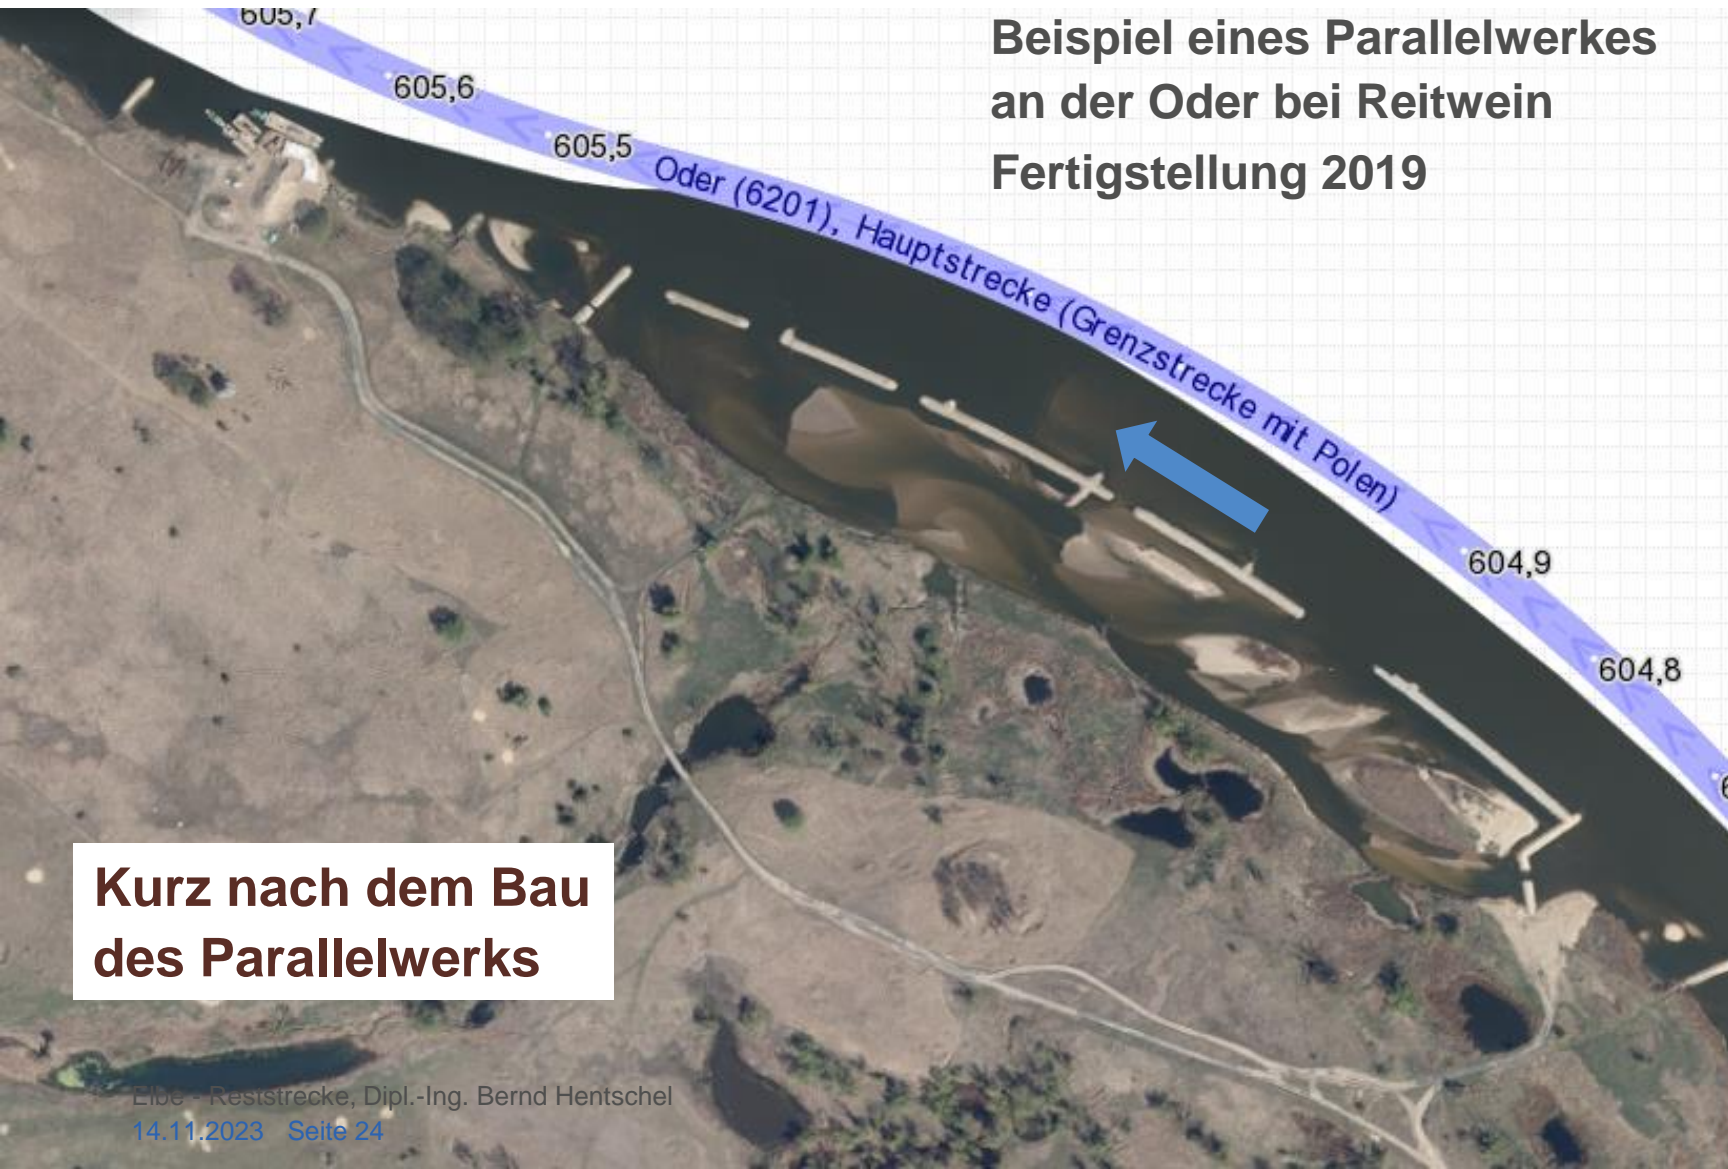 Beispiel eines Parallelwerkes
an der Oder bei Reitwein
Fertigstellung 2019
605,7
605,6
605,5
Oder (6201), Hauptstrecke (Grenzstrecke mit Polen)
604,9
604,8
Kurz nach dem Bau
des Parallelwerks
Elbe - Reststrecke, Dipl.-Ing. Bernd Hentschel
14.11.2023 Seite 24